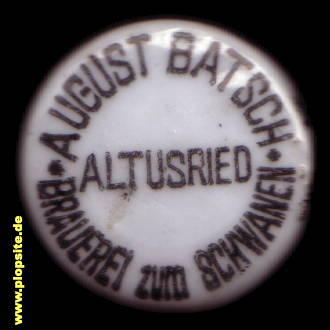 • AUGUST BATSCH •
ALTUSRIED
BRAUEREI zum SCHWANEN
www.plopsite.de